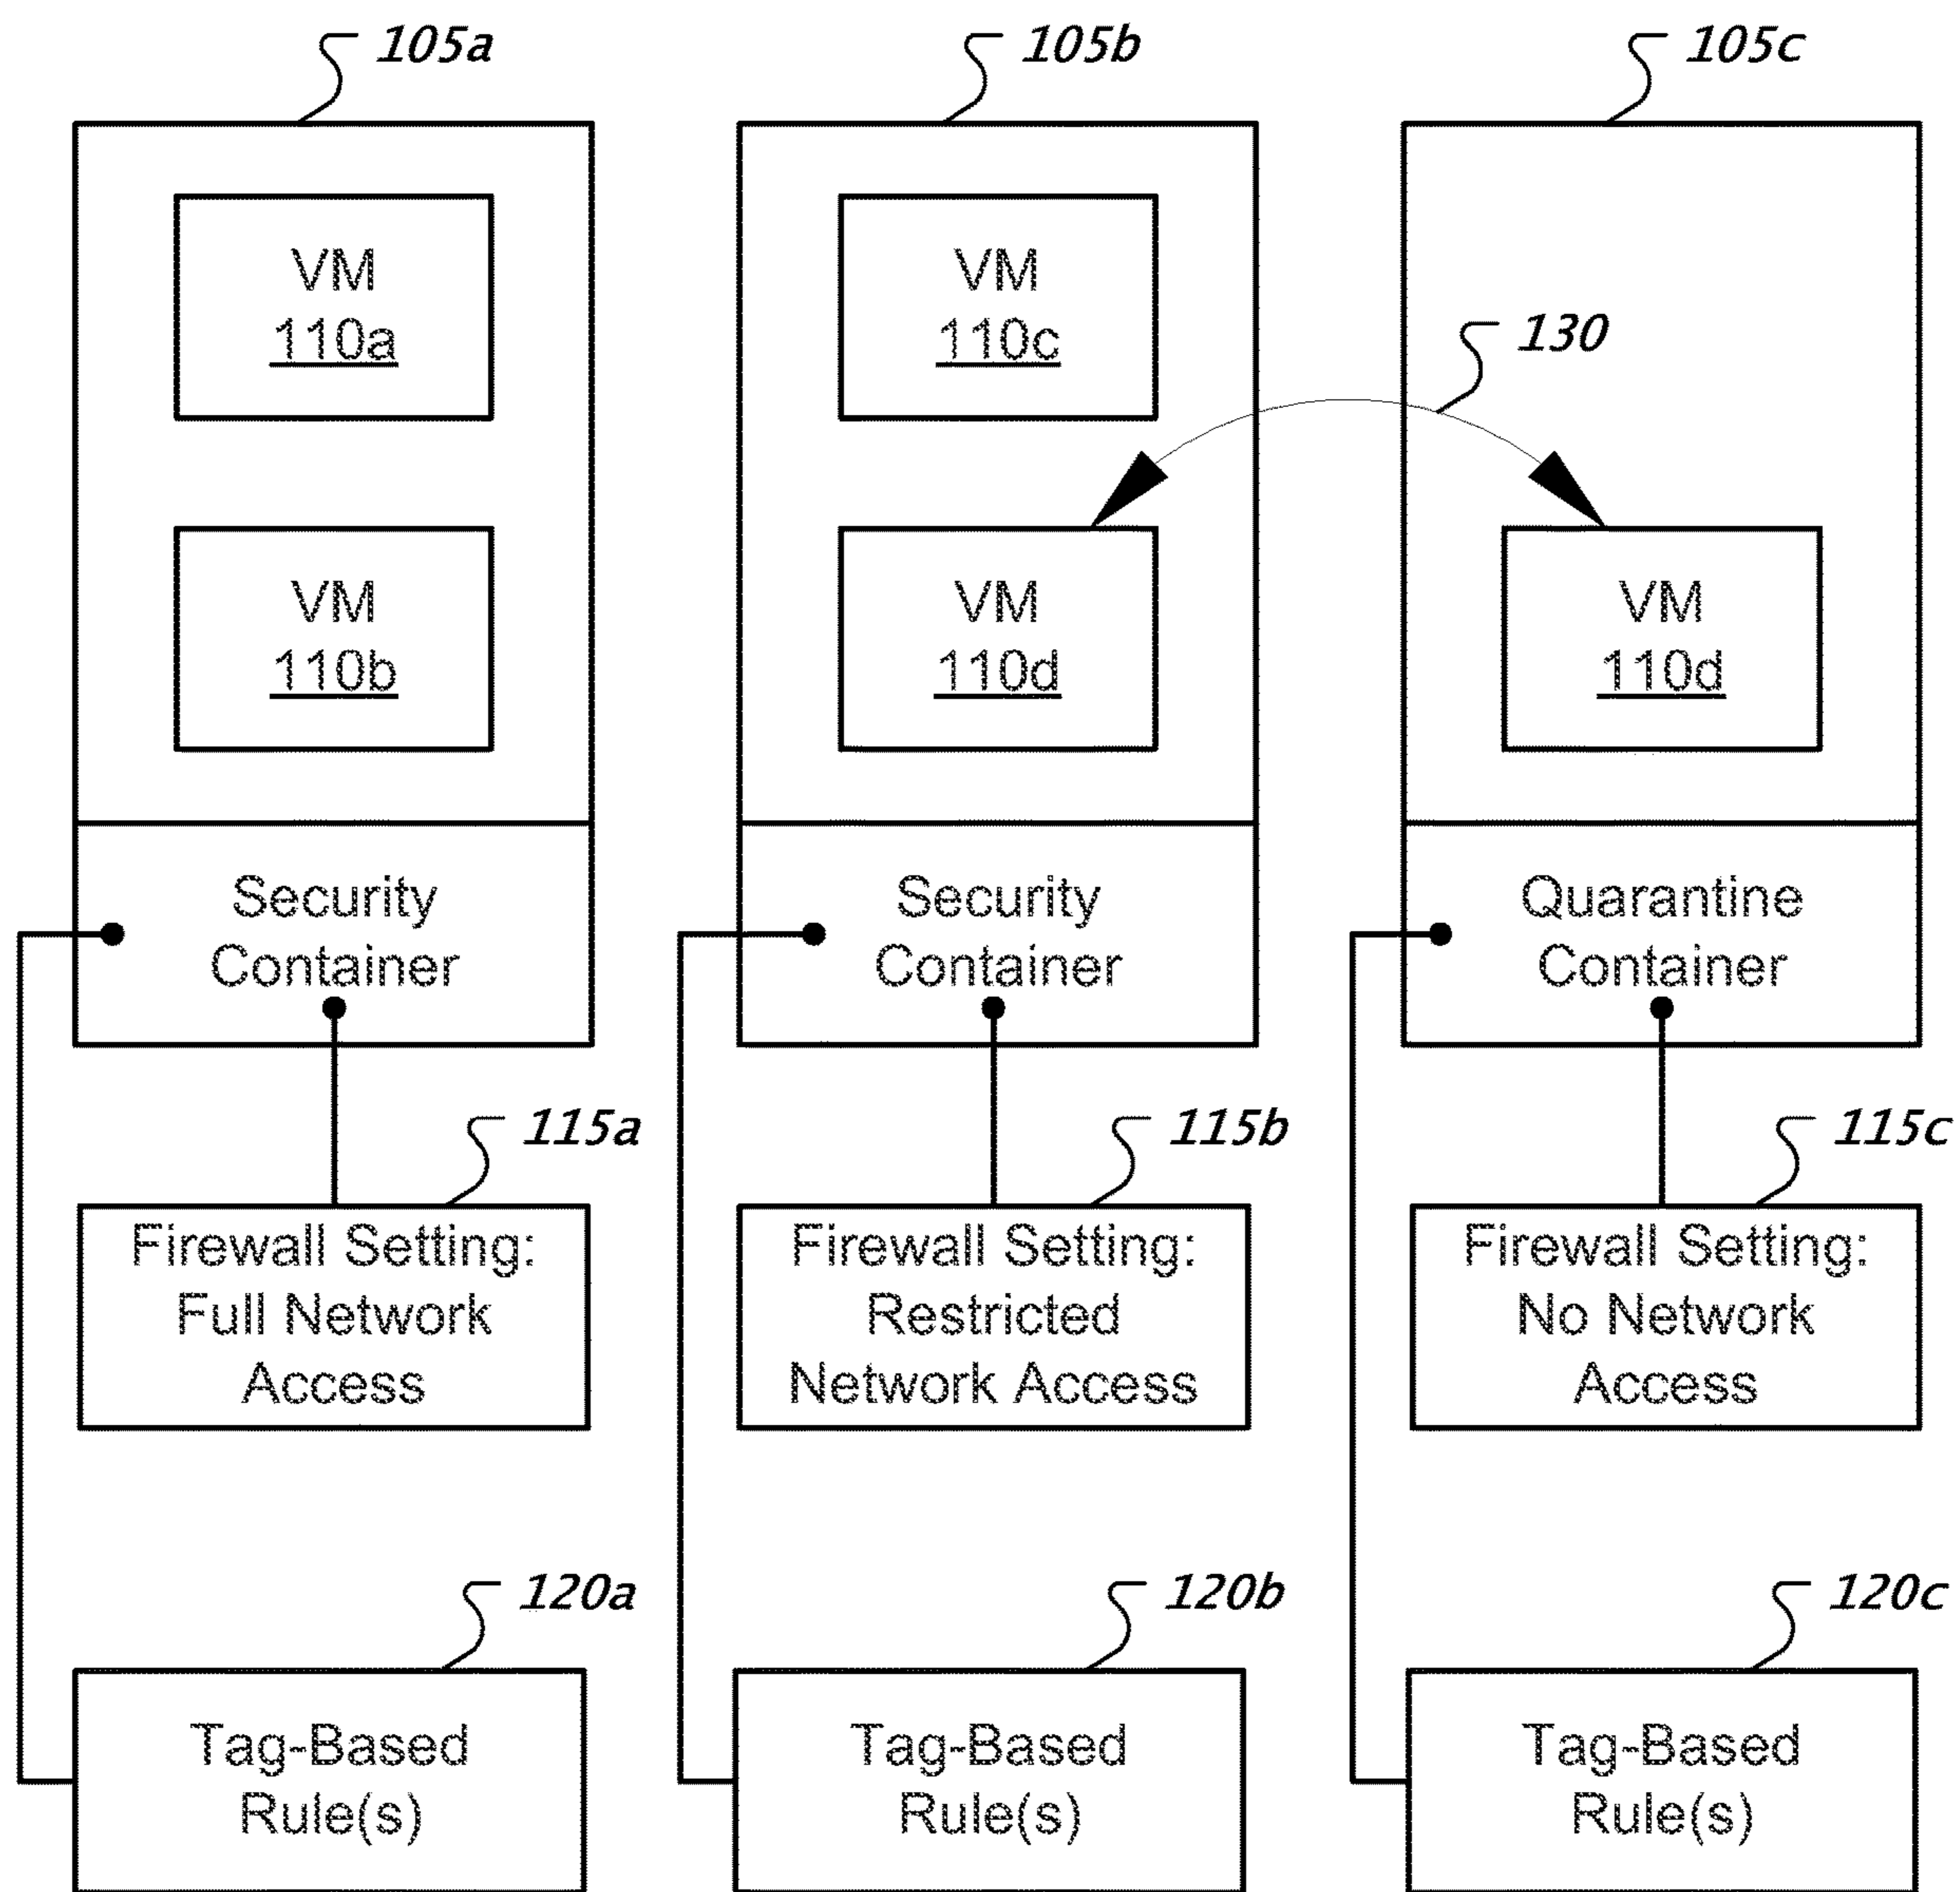 105a
105b
105c
VM
110a
VM
110c
130
VM
110b
VM
110d
VM
110d
Security
Container
Security
Container
Quarantine
Container
115a
115b
115c
Firewall Setting:
Full Network
Access
Firewall Setting:
Restricted
Network Access
Firewall Setting:
No Network
Access
120a
120b
120c
Tag-Based
Rule(s)
Tag-Based
Rule(s)
Tag-Based
Rule(s)